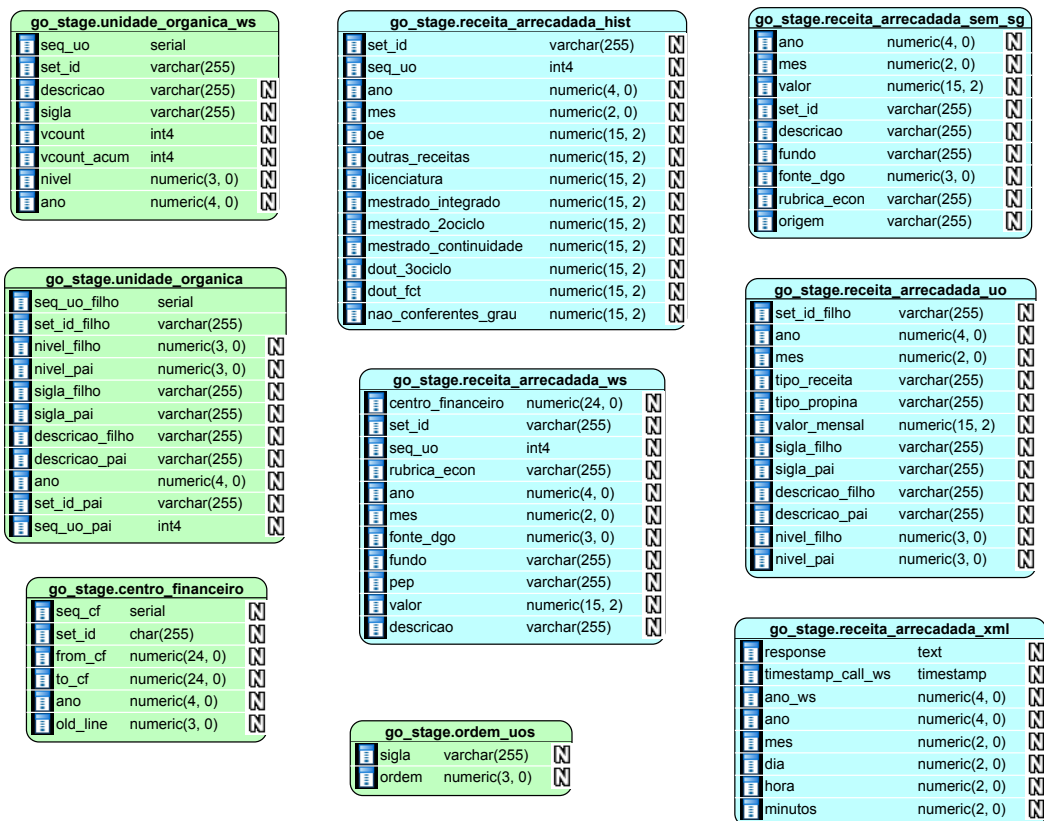 go_stage.unidade_organica_ws
seq_uo serial
set_id varchar(255)
descricao varchar(255) N
sigla varchar(255) N
vcount int4 N
vcount_acum int4 N
nivel numeric(3, 0) N
ano numeric(4, 0) N
go_stage.unidade_organica
seq_uo_filho serial
set_id_filho varchar(255)
nivel_filho numeric(3, 0) N
nivel_pai numeric(3, 0) N
sigla_filho varchar(255) N
sigla_pai varchar(255) N
descricao_filho varchar(255) N
descricao_pai varchar(255) N
ano numeric(4, 0) N
set_id_pai varchar(255) N
seq_uo_pai int4 N
go_stage.centro_financeiro
seq_cf serial N
set_id char(255) N
from_cf numeric(24, 0) N
to_cf numeric(24, 0) N
ano numeric(4, 0) N
old_line numeric(3, 0) N
go_stage.receita_arrecadada_hist
set_id varchar(255) N
seq_uo int4 N
ano numeric(4, 0) N
mes numeric(2, 0) N
oe numeric(15, 2) N
outras_receitas numeric(15, 2) N
licenciatura numeric(15, 2) N
mestrado_integrado numeric(15, 2) N
mestrado_2ociclo numeric(15, 2) N
mestrado_continuidade numeric(15, 2) N
dout_3ociclo numeric(15, 2) N
dout_fct numeric(15, 2) N
nao_conferentes_grau numeric(15, 2) N
go_stage.receita_arrecadada_ws
centro_financeiro numeric(24, 0) N
set_id varchar(255) N
seq_uo int4 N
rubrica_econ varchar(255) N
ano numeric(4, 0) N
mes numeric(2, 0) N
fonte_dgo numeric(3, 0) N
fundo varchar(255) N
pep varchar(255) N
valor numeric(15, 2) N
descricao varchar(255) N
go_stage.ordem_uos
sigla varchar(255) N
ordem numeric(3, 0) N
go_stage.receita_arrecadada_sem_sg
ano numeric(4, 0) N
mes numeric(2, 0) N
valor numeric(15, 2) N
set_id varchar(255) N
descricao varchar(255) N
fundo varchar(255) N
fonte_dgo numeric(3, 0) N
rubrica_econ varchar(255) N
origem varchar(255) N
go_stage.receita_arrecadada_uo
set_id_filho varchar(255) N
ano numeric(4, 0) N
mes numeric(2, 0) N
tipo_receita varchar(255) N
tipo_propina varchar(255) N
valor_mensal numeric(15, 2) N
sigla_filho varchar(255) N
sigla_pai varchar(255) N
descricao_filho varchar(255) N
descricao_pai varchar(255) N
nivel_filho numeric(3, 0) N
nivel_pai numeric(3, 0) N
go_stage.receita_arrecadada_xml
response text N
timestamp_call_ws timestamp N
ano_ws numeric(4, 0) N
ano numeric(4, 0) N
mes numeric(2, 0) N
dia numeric(2, 0) N
hora numeric(2, 0) N
minutos numeric(2, 0) N